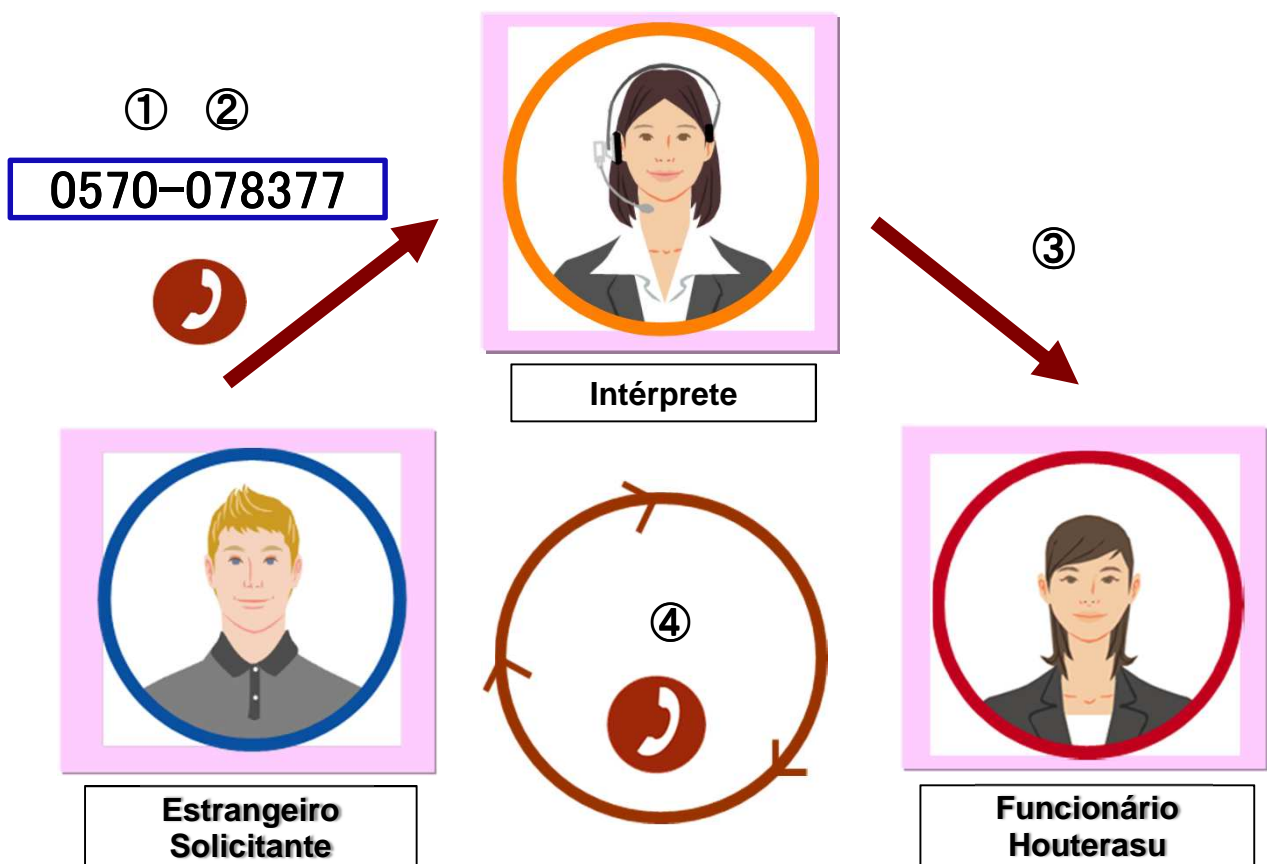 ① ②
0570-078377
③
Intérprete
④
Estrangeiro
Solicitante
Funcionário
Houterasu